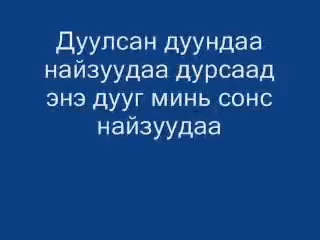 Дуулсан дуундаа
найзуудаа дурсаад
энэ дууг минь сонс
найзуудаа